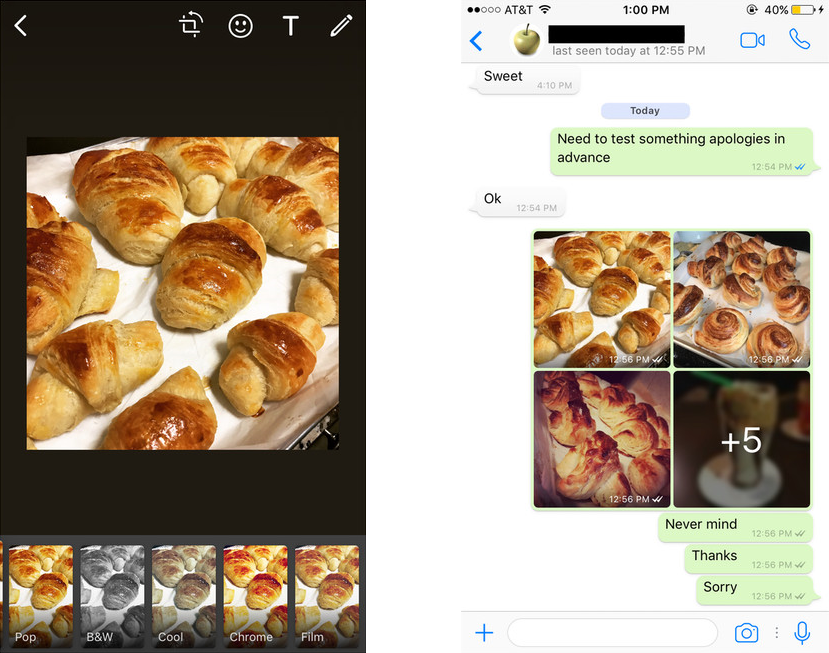 T
Pop
B&W
Cool
Chrome
Film
AT&T
1:00 PM
40%
last seen today at 12:55 PM
Sweet
4:10 PM
Today
Need to test something apologies in
advance
12:54 PM
Ok
12:54 PM
12:56 PM
12:56 PM
12:56 PM
+5
Never mind
12:56 PM
Thanks
12:56 PM
Sorry
12:56 PM